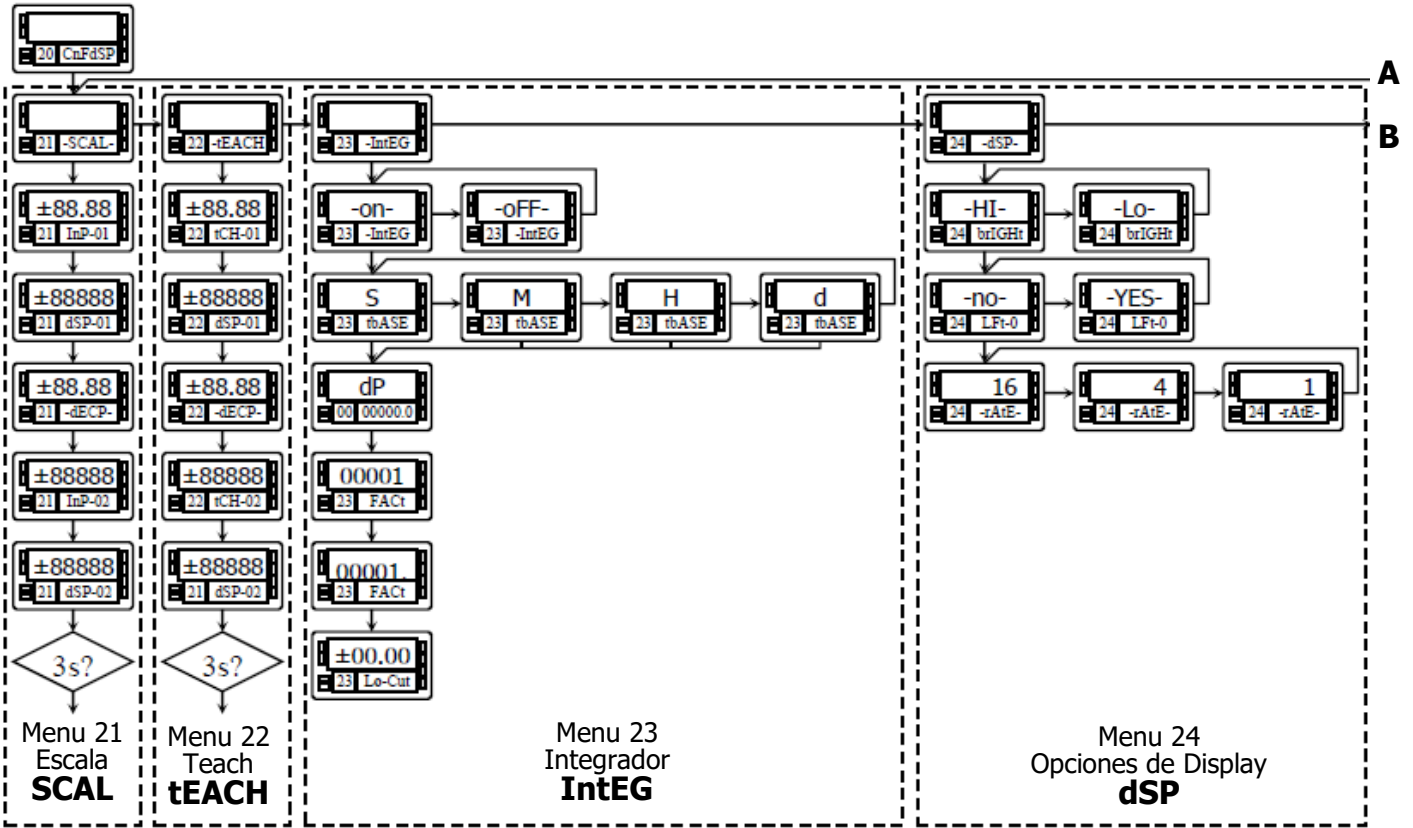 20 CnFdSP
A
21 -SCAL-
22 -tEACH
23 -IntEG
24 -dSP-
B
±88.88
21 InP-01
±88.88
22 tCH-01
-on-
23 -IntEG
-oFF-
23 -IntEG
-HI-
24 brIGHt
-Lo-
24 brIGHt
±88888
21 dSP-01
±88888
22 dSP-01
S
23 tbASE
M
23 tbASE
H
23 tbASE
d
23 tbASE
-no-
24 LFt-0
-YES-
24 LFt-0
±88.88
21 -dECP-
±88.88
22 -dECP-
dP
00 00000.0
16
24 -rAtE-
4
24 -rAtE-
1
24 -rAtE-
±88888
21 InP-02
±88888
22 tCH-02
00001
23 FACt
±88888
21 dSP-02
±88888
21 dSP-02
00001.
23 FACt
3s?
3s?
±00.00
23 Lo-Cut
Menu 21
Escala
SCAL
Menu 22
Teach
tEACH
Menu 23
Integrador
IntEG
Menu 24
Opciones de Display
dSP